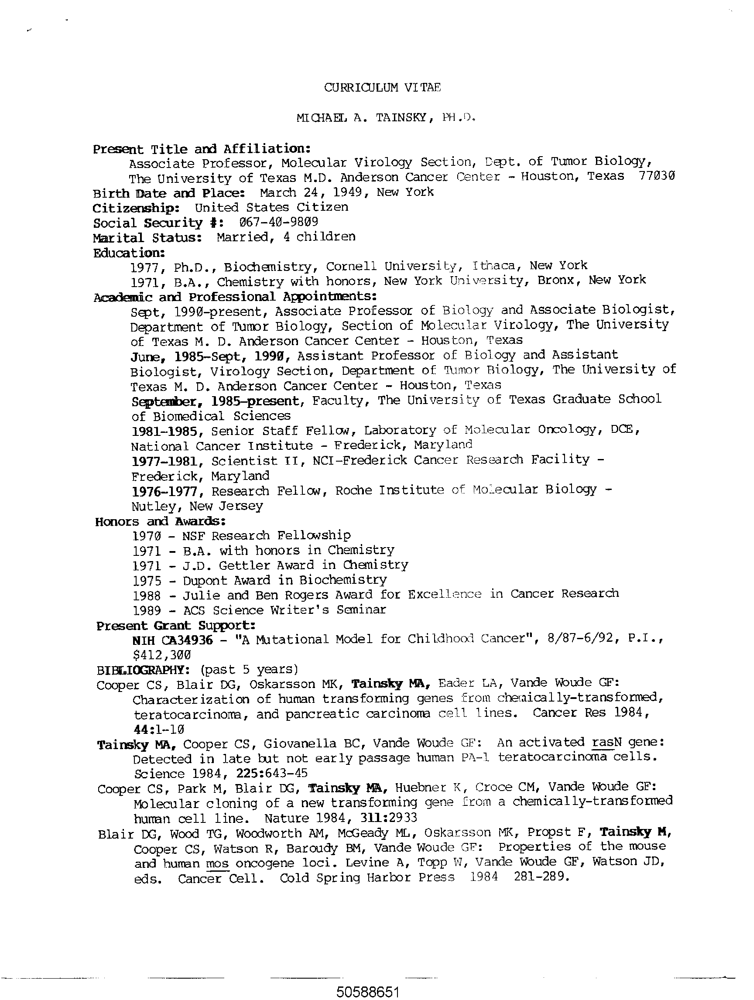 CURRICULUM VITAE
MICHAEL A. TAINSKY, PH.D.
Present Title and Affiliation:
Associate Professor, Molecular Virology Section, Dept. of Tumor Biology,
The University of Texas M.D. Anderson Cancer Center - Houston, Texas 77030
Birth Date and Place: March 24, 1949, New York
Citizenship: United States Citizen
Social Security #: 067-40-9809
Marital Status: Married, 4 children
Education:
1977, Ph.D., Biochemistry, Cornell University, Ithaca, New York
1971, B.A., Chemistry with honors, New York University, Bronx, New York
Academic and Professional Appointments:
Sept, 1990-present, Associate Professor of Biology and Associate Biologist,
Department of Tumor Biology, Section of Molecular Virology, The University
of Texas M. D. Anderson Cancer Center - Houston, Texas
June, 1985-Sept, 1990, Assistant Professor of Biology and Assistant
Biologist, Virology Section, Department of Tumor Biology, The University of
Texas M. D. Anderson Cancer Center - Houston, Texas
September, 1985-present, Faculty, The University of Texas Graduate School
of Biomedical Sciences
1981-1985, Senior Staff Fellow, Laboratory of Molecular Oncology, DCE,
National Cancer Institute - Frederick, Maryland
1977-1981, Scientist II, NCI-Frederick Cancer Research Facility -
Frederick, Maryland
1976-1977, Research Fellow, Roche Institute of Molecular Biology -
Nutley, New Jersey
Honors and Awards:
1970 - NSF Research Fellowship
1971 - B.A. with honors in Chemistry
1971 - J.D. Gettler Award in Chemistry
1975 - Dupont Award in Biochemistry
1988 - Julie and Ben Rogers Award for Excellence in Cancer Research
1989 - ACS Science Writer's Seminar
Present Grant Support:
NIH CA34936 - "A Mutational Model for Childhood Cancer", 8/87-6/92, P.I.,
$412,300
BIBLIOGRAPHY: (past 5 years)
Cooper CS, Blair DG, Oskarsson MK, Tainsky MA, Eader LA, Vande Woude GF:
Characterization of human transforming genes from chemically-transformed,
teratocarcinoma, and pancreatic carcinoma cell lines. Cancer Res 1984,
44:1-10
Tainsky MA, Cooper CS, Giovanella BC, Vande Woude GF: An activated rasN gene:
Detected in late but not early passage human PA-1 teratocarcinoma cells.
Science 1984, 225:643-45
Cooper CS, Park M, Blair DG, Tainsky MA, Huebner K, Croce CM, Vande Woude GF:
Molecular cloning of a new transforming gene from a chemically-transformed
human cell line. Nature 1984, 311:2933
Blair DG, Wood TG, Woodworth AM, McGeady ML, Oskarsson MK, Propst F, Tainsky M,
Cooper CS, Watson R, Baroudy BM, Vande Woude GF: Properties of the mouse
and human mos oncogene loci. Levine A, Topp W, Vande Woude GF, Watson JD,
eds. Cancer Cell. Cold Spring Harbor Press 1984 281-289.
50588651